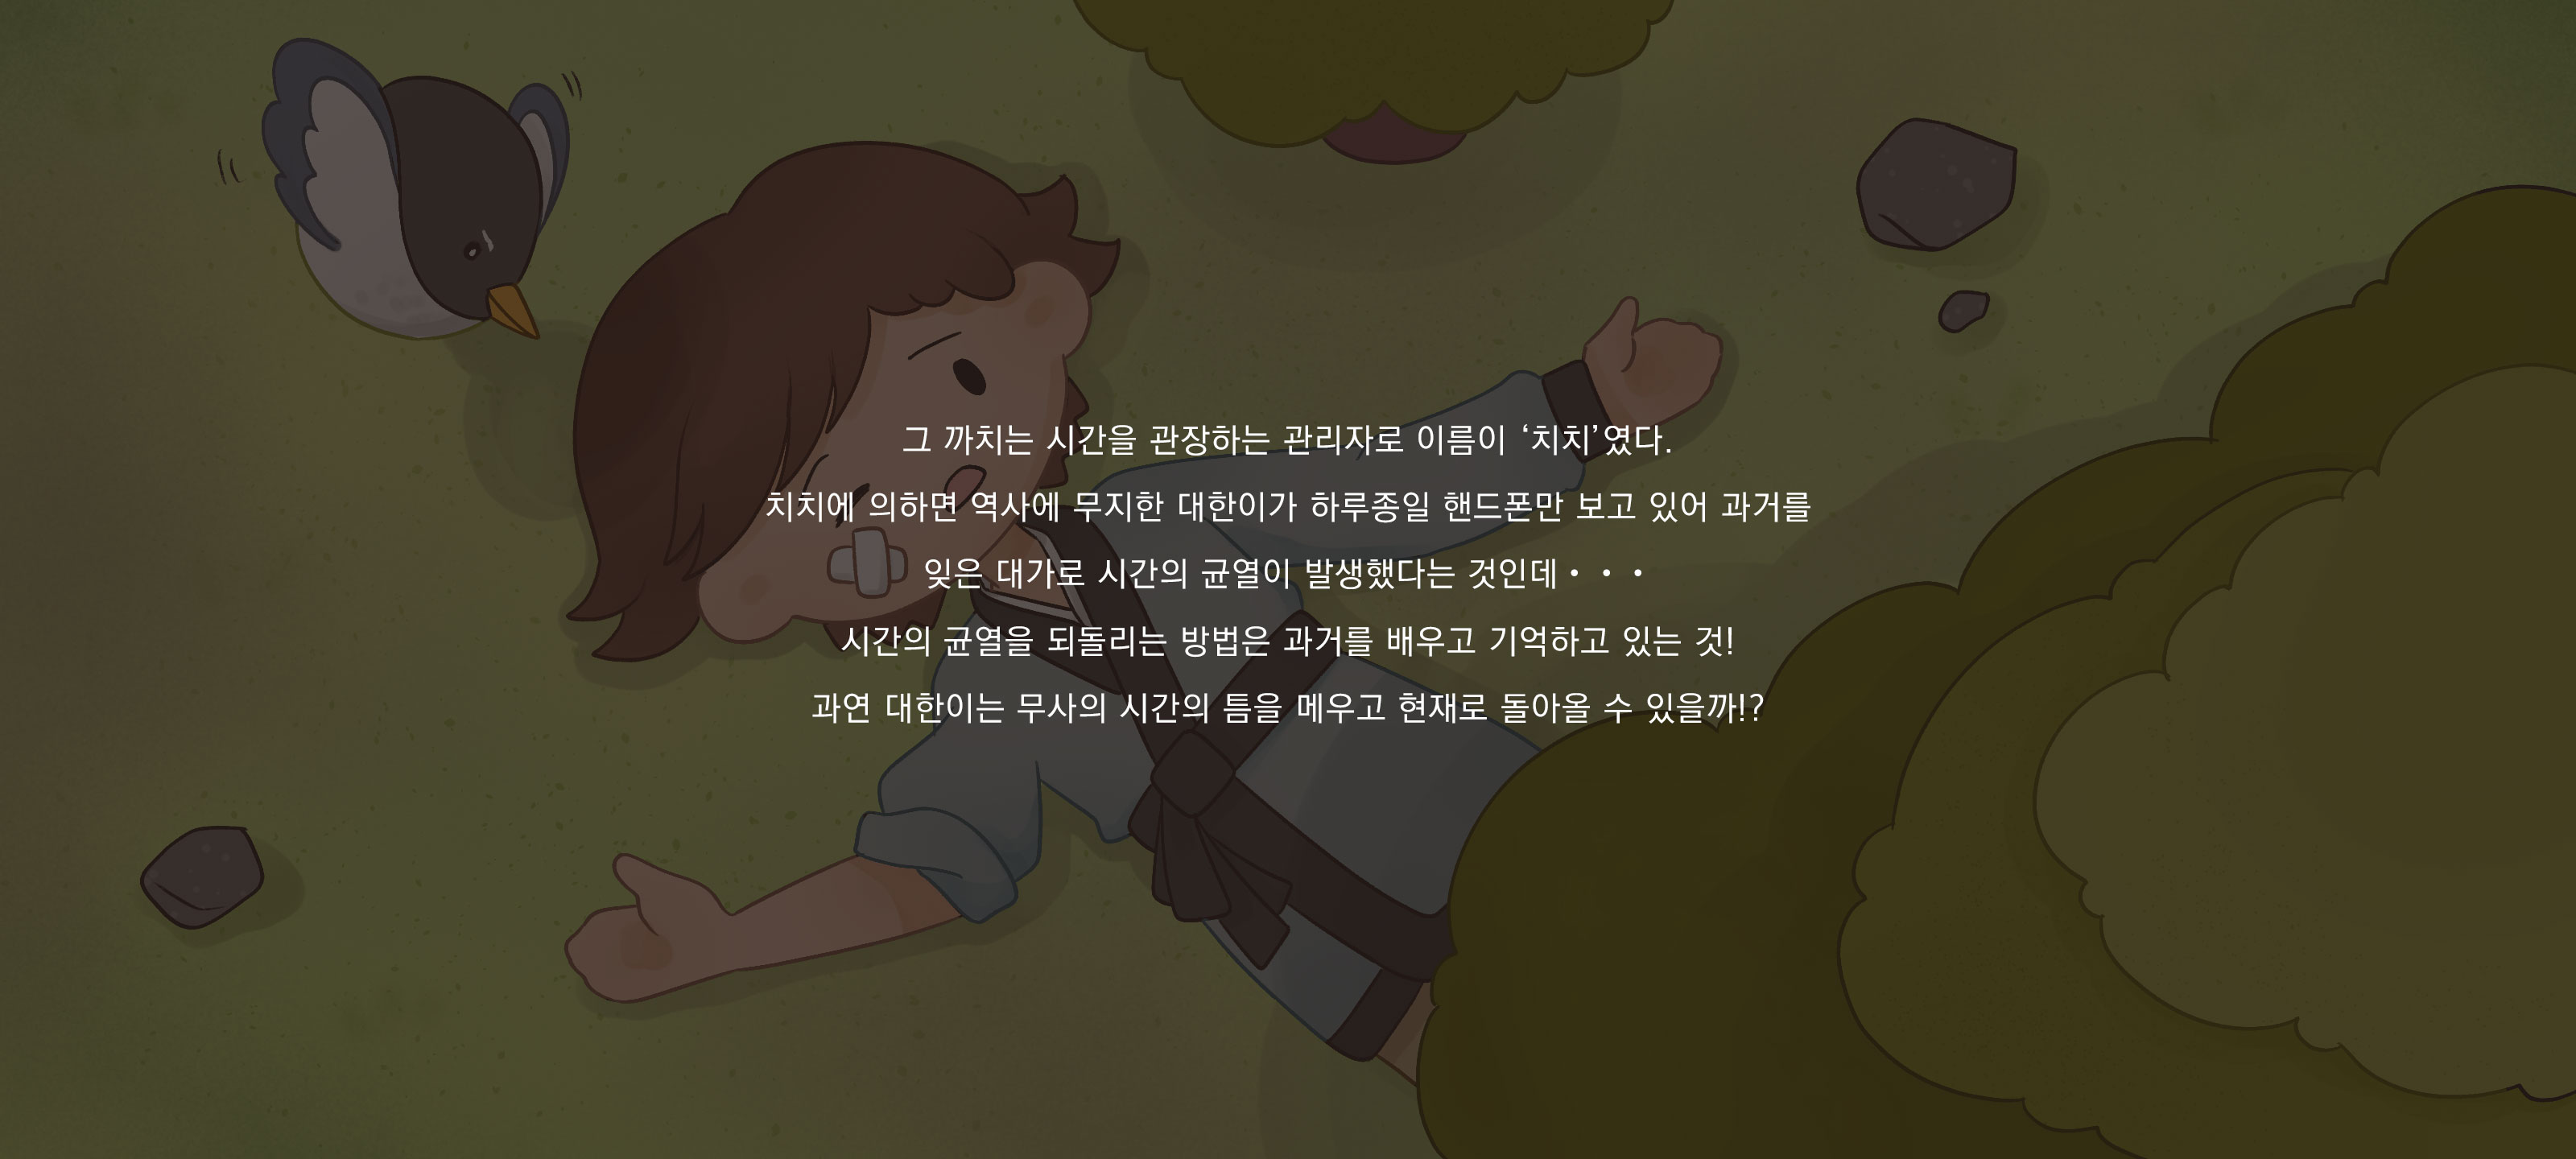 그 까치는 시간을 관장하는 관리자로 이름이 ‘치치’였다.
치치에 의하면 역사에 무지한 대한이가 하루종일 핸드폰만 보고 있어 과거를
잊은 대가로 시간의 균열이 발생했다는 것인데・・・
시간의 균열을 되돌리는 방법은 과거를 배우고 기억하고 있는 것!
과연 대한이는 무사의 시간의 틈을 메우고 현재로 돌아올 수 있을까!?